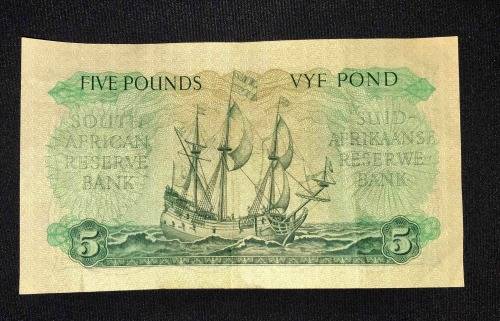 FIVE POUNDS VYF POND
SOUTH
AFRICAN
RESERVE
BANK
SUID-
AFRIKAANSE
RESERWE
BANK
5 5